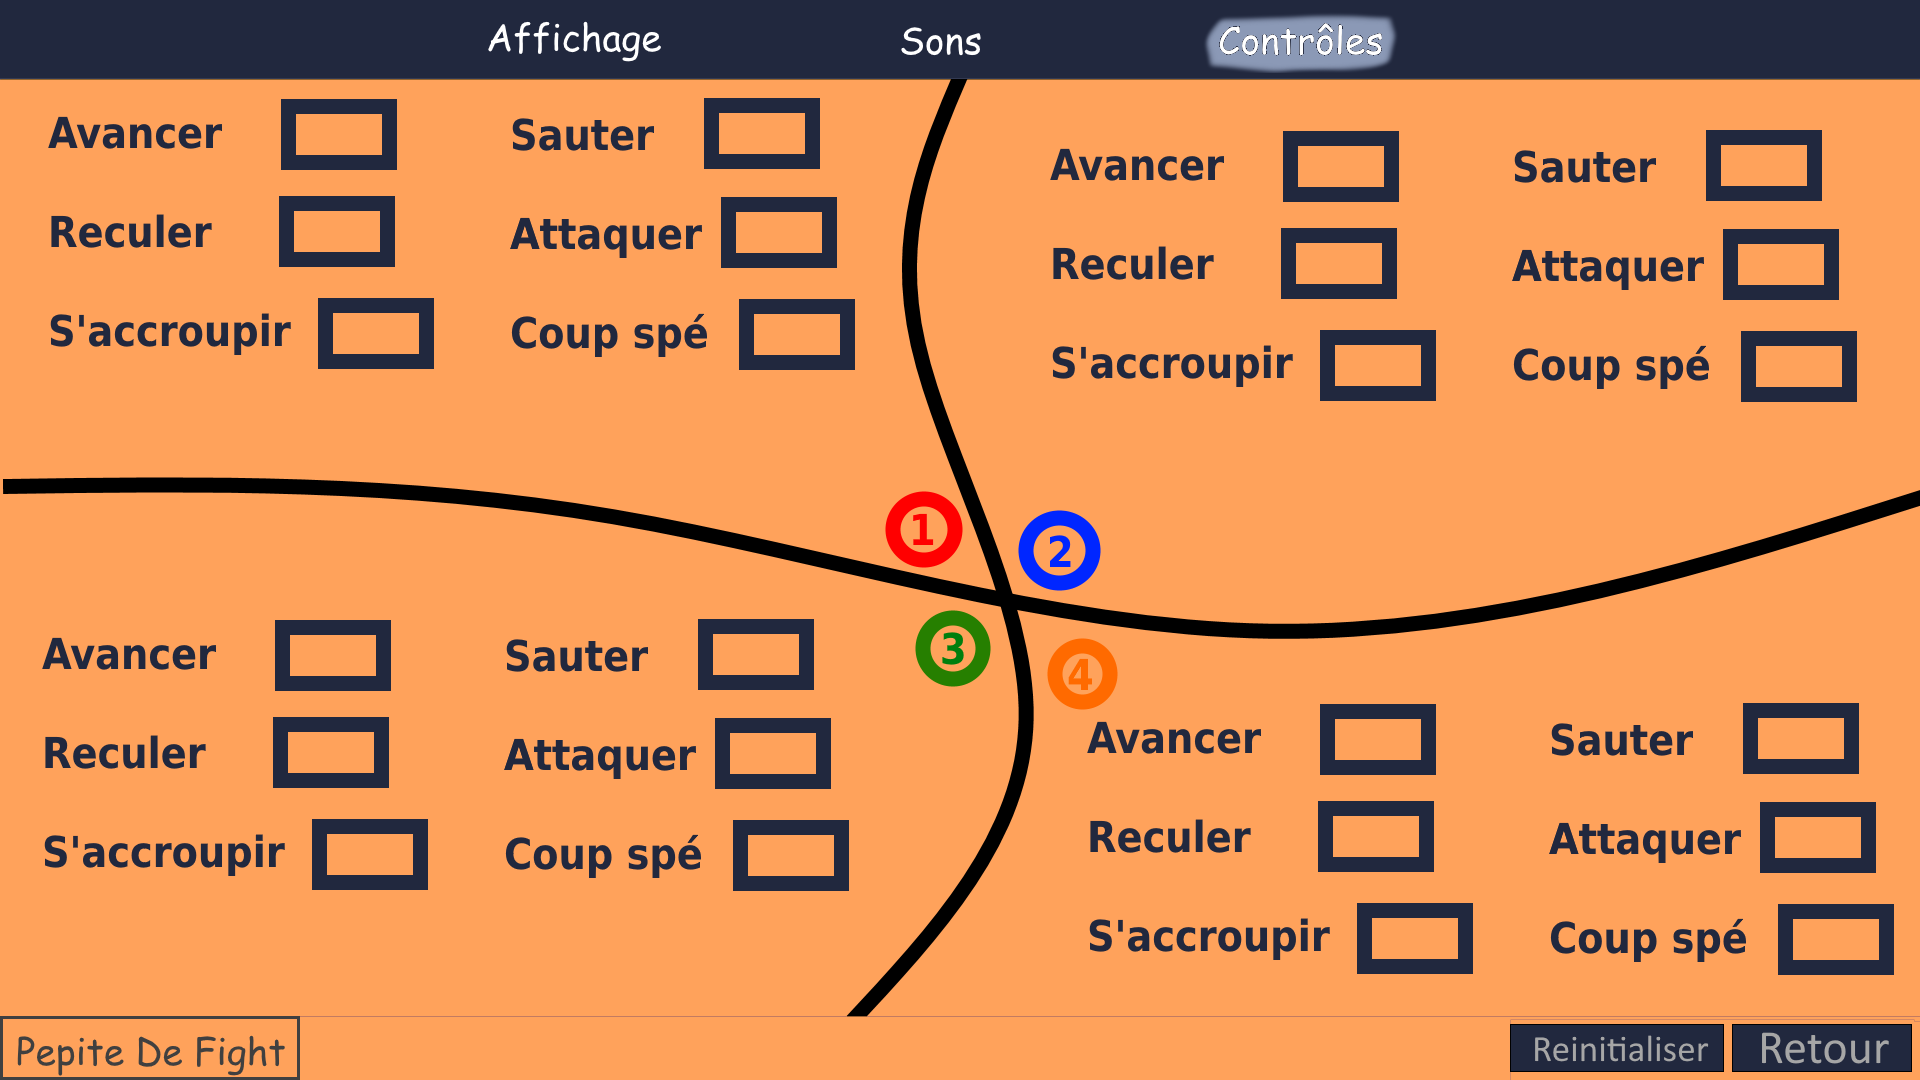 Affichage Sons Contrôles
Avancer Sauter
Reculer Attaquer
S'accroupir Coup spé
Avancer Sauter
Reculer Attaquer
S'accroupir Coup spé
1 2
3 4
Avancer Sauter
Reculer Attaquer
S'accroupir Coup spé
Avancer Sauter
Reculer Attaquer
S'accroupir Coup spé
Pepite De Fight Reinitialiser Retour